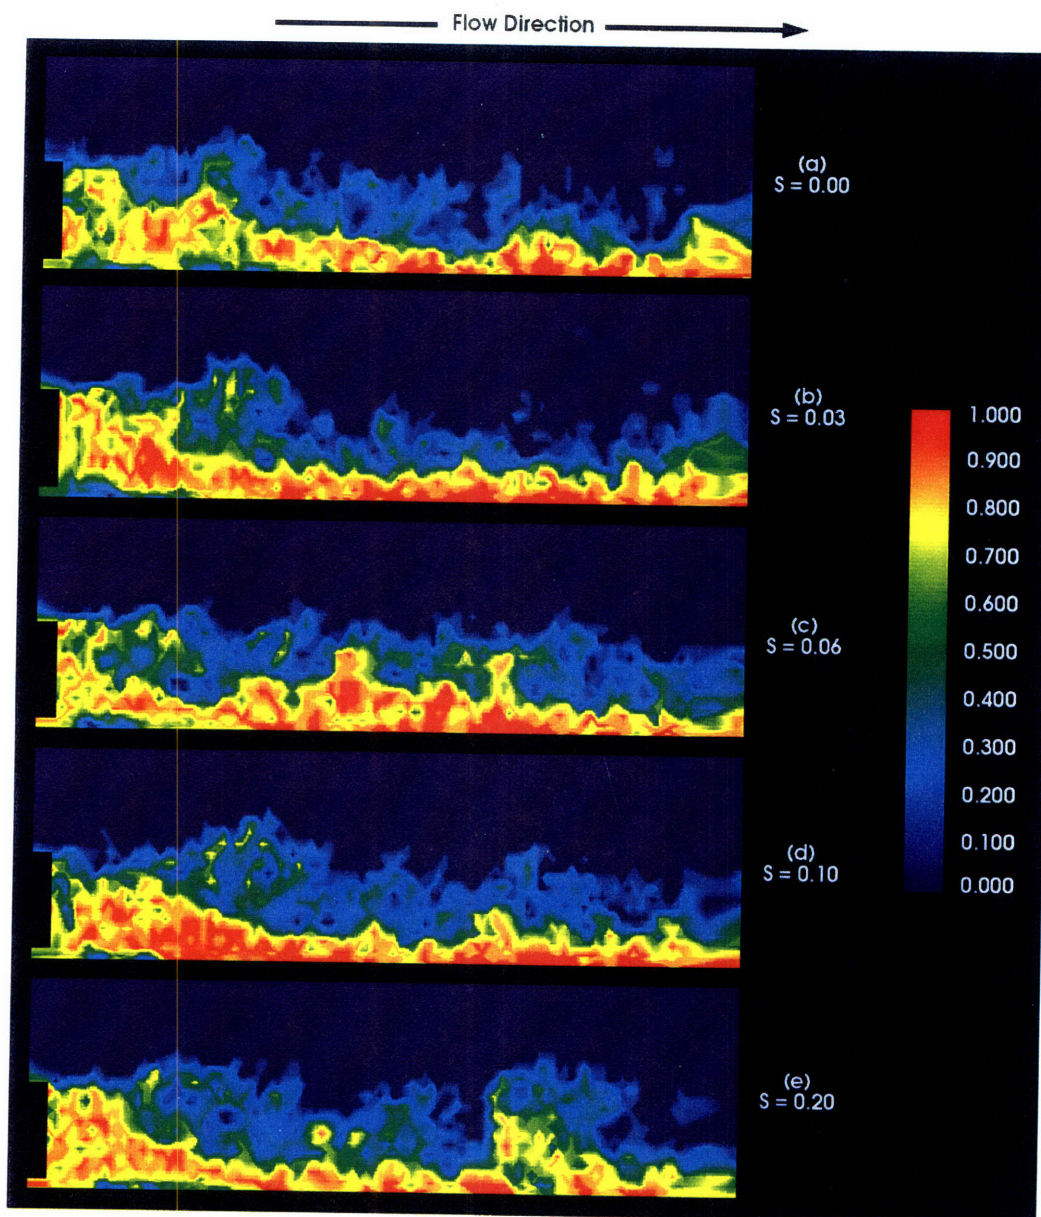 Flow Direction
(a)
S = 0.00
(b)
S = 0.03
(c)
S = 0.06
(d)
S = 0.10
(e)
S = 0.20
1.000
0.900
0.800
0.700
0.600
0.500
0.400
0.300
0.200
0.100
0.000